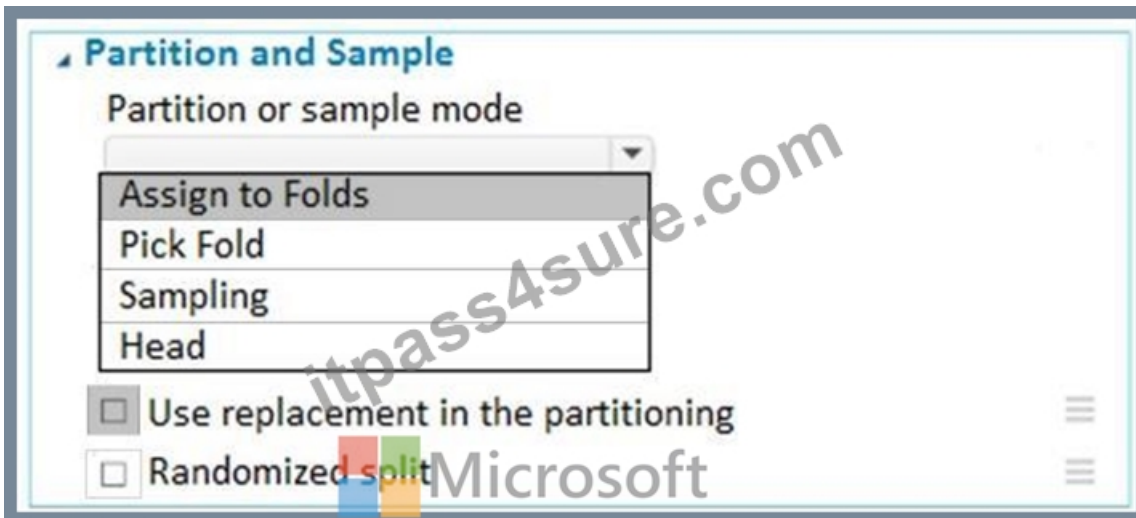 Partition and Sample
Partition or sample mode
Assign to Folds
Pick Fold
Sampling
Head
Use replacement in the partitioning
Randomized split
itpass4sure.com
Microsoft